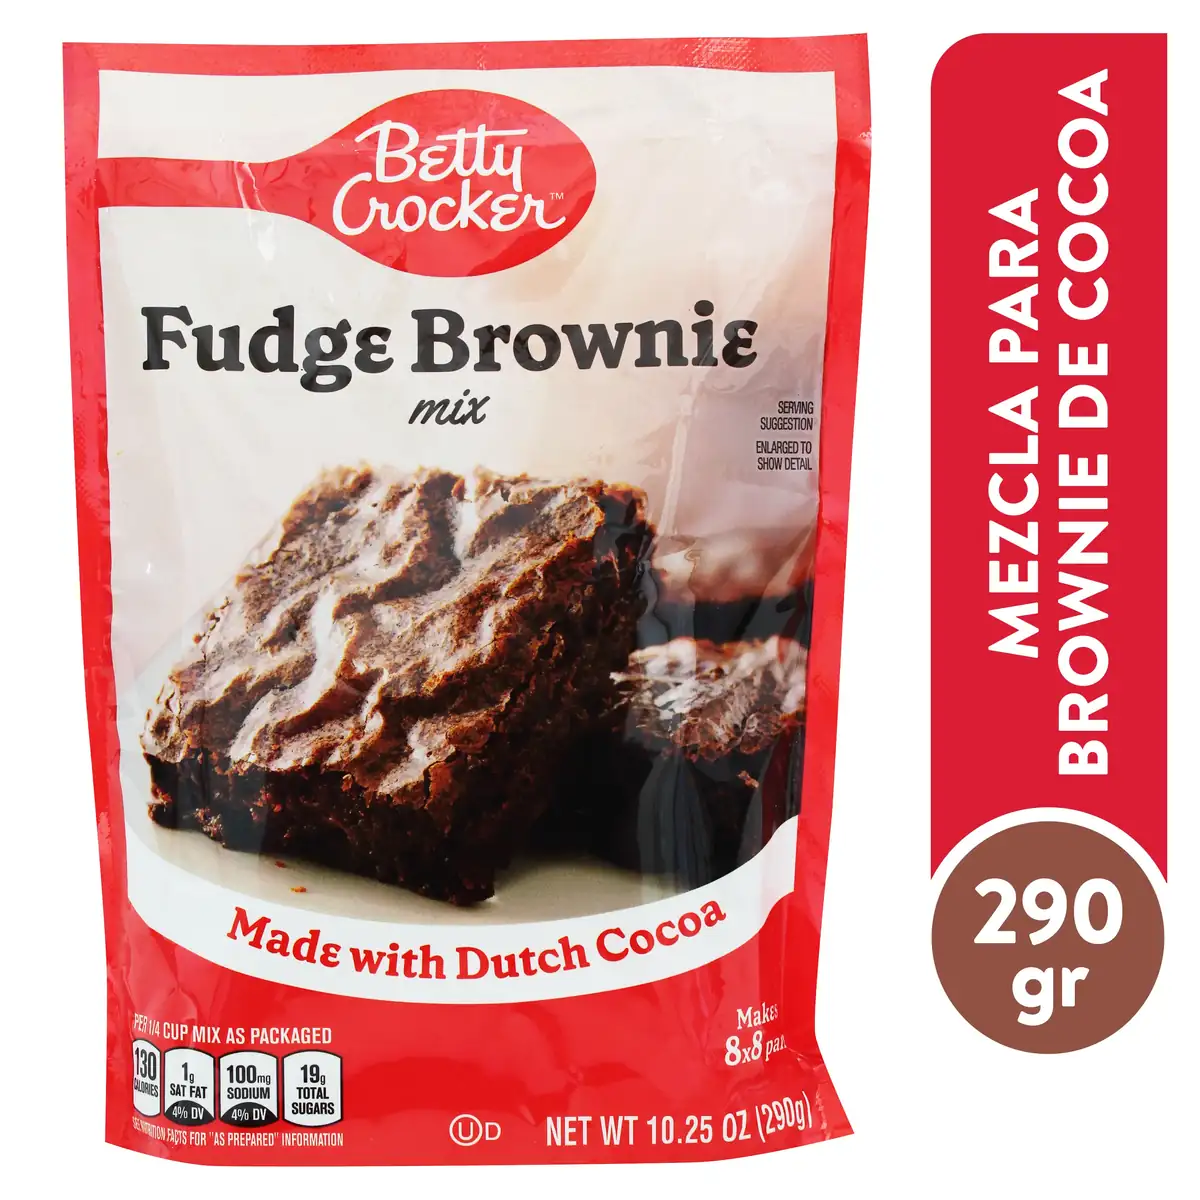 Betty
Crocker™
Fudge Brownie
mix
SERVING
SUGGESTION
ENLARGED TO
SHOW DETAIL
Made with Dutch Cocoa
PER 1/4 CUP MIX AS PACKAGED
130
CALORIES
1g
SAT FAT
4% DV
100mg
SODIUM
4% DV
19g
TOTAL
SUGARS
SEE NUTRITION FACTS FOR "AS PREPARED" INFORMATION
Makes
8x8 pan
U D
NET WT 10.25 OZ (290g)
MEZCLA PARA
BROWNIE DE COCOA
290
gr